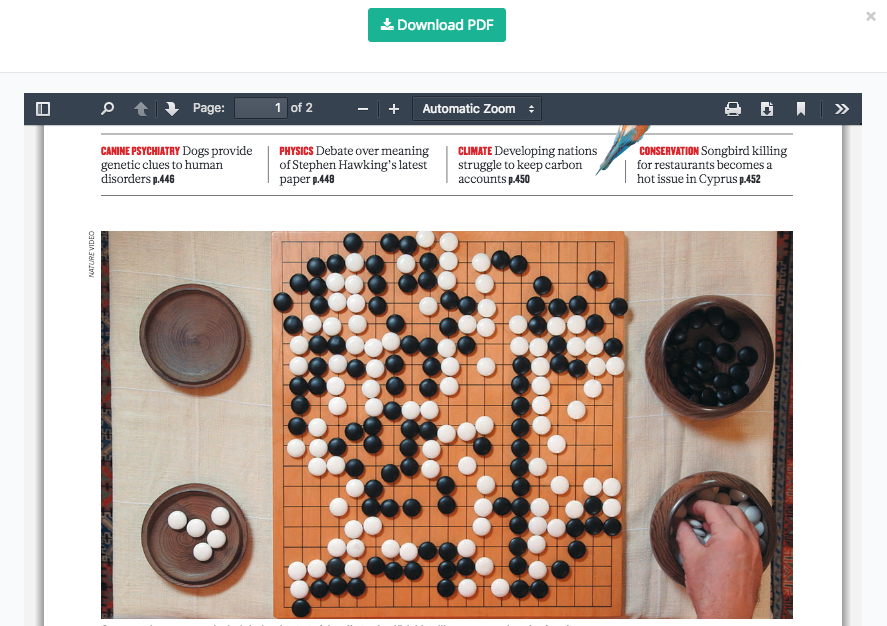 ×
Download PDF
Page: 1 of 2
Automatic Zoom
CANINE PSYCHIATRY Dogs provide
genetic clues to human
disorders p.446
PHYSICS Debate over meaning
of Stephen Hawking's latest
paper p.448
CLIMATE Developing nations
struggle to keep carbon
accounts p.450
CONSERVATION Songbird killing
for restaurants becomes a
hot issue in Cyprus p.452
NATURE VIDEO